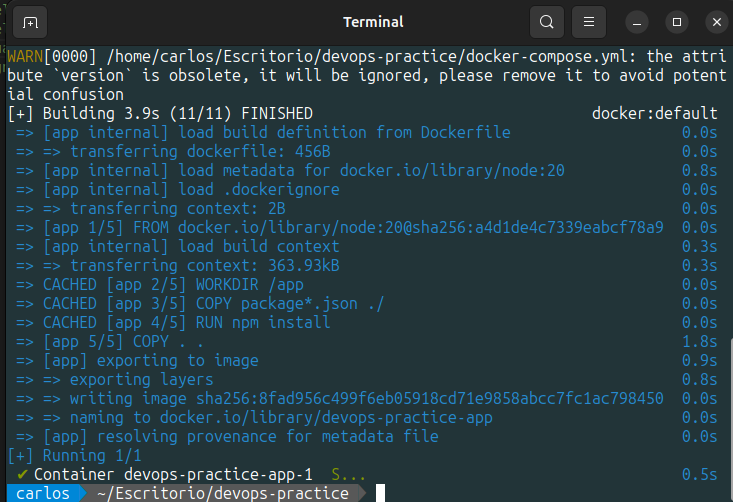 Terminal
WARN[0000] /home/carlos/Escritorio/devops-practice/docker-compose.yml: the attri
bute `version` is obsolete, it will be ignored, please remove it to avoid potent
ial confusion
[+] Building 3.9s (11/11) FINISHED docker:default
=> [app internal] load build definition from Dockerfile 0.0s
=> => transferring dockerfile: 456B 0.0s
=> [app internal] load metadata for docker.io/library/node:20 0.8s
=> [app internal] load .dockerignore 0.0s
=> => transferring context: 2B 0.0s
=> [app 1/5] FROM docker.io/library/node:20@sha256:a4d1de4c7339eabcf78a9 0.0s
=> [app internal] load build context 0.3s
=> => transferring context: 363.93kB 0.3s
=> CACHED [app 2/5] WORKDIR /app 0.0s
=> CACHED [app 3/5] COPY package*.json ./ 0.0s
=> CACHED [app 4/5] RUN npm install 0.0s
=> [app 5/5] COPY . . 1.8s
=> [app] exporting to image 0.9s
=> => exporting layers 0.8s
=> => writing image sha256:8fad956c499f6eb05918cd71e9858abcc7fc1ac798450 0.0s
=> => naming to docker.io/library/devops-practice-app 0.0s
=> [app] resolving provenance for metadata file 0.0s
[+] Running 1/1
✔ Container devops-practice-app-1 S... 0.5s
carlos ~/Escritorio/devops-practice